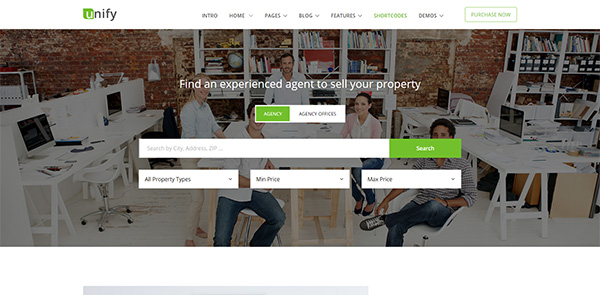 unify
INTRO HOME PAGES BLOG FEATURES SHORTCODES DEMOS PURCHASE NOW
Find an experienced agent to sell your property
AGENCY AGENCY OFFICES
Search by City, Address, ZIP ... Search
All Property Types Min Price Max Price